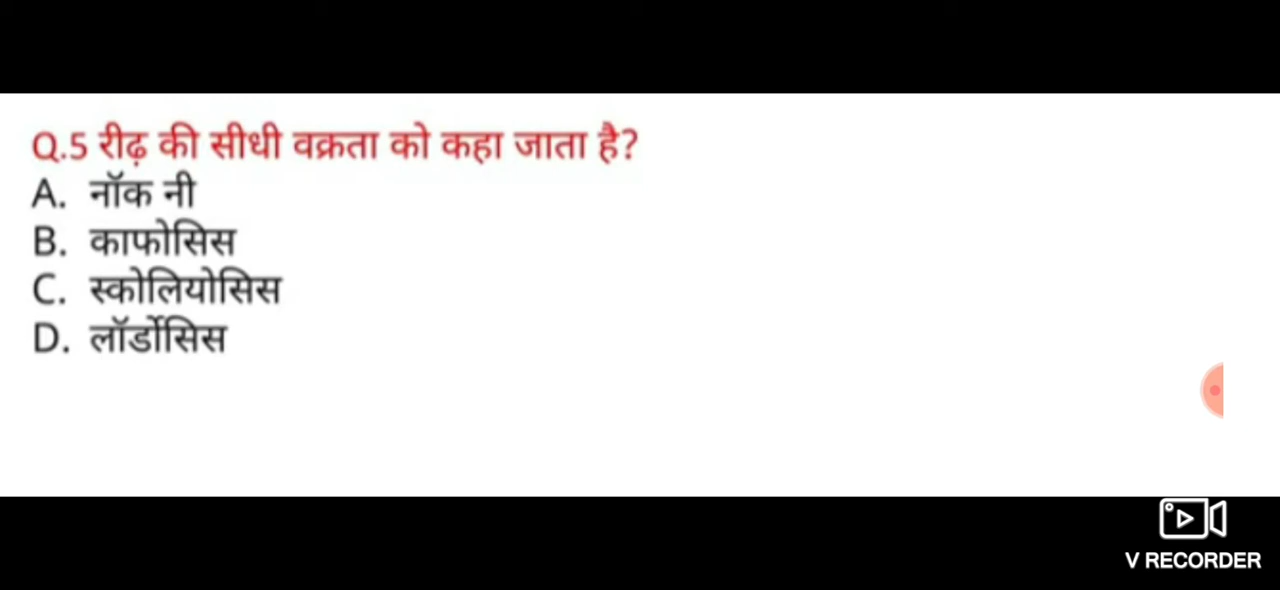 Q.5 रीढ़ की सीधी वक्रता को कहा जाता है?
A. नॉक नी
B. काफोसिस
C. स्कोलियोसिस
D. लॉर्डोसिस
V RECORDER